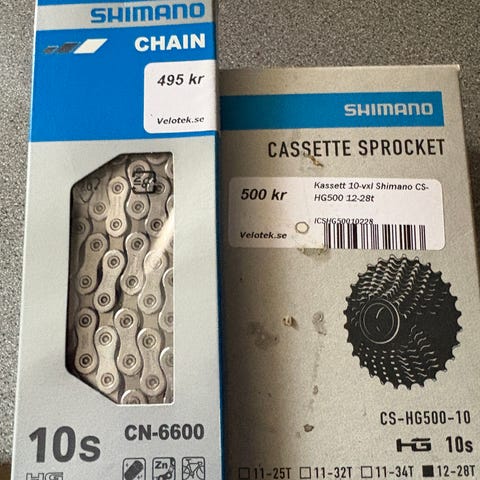 SHIMANO
CHAIN
495 kr
Velotek.se
10s
CN-6600
HG
Zn
SHIMANO
CASSETTE SPROCKET
500 kr
Kassett 10-vxl Shimano CS-
HG500 12-28t
ICSHG50010228
Velotek.se
CS-HG500-10
HG 10s
11-25T 11-32T 11-34T 12-28T